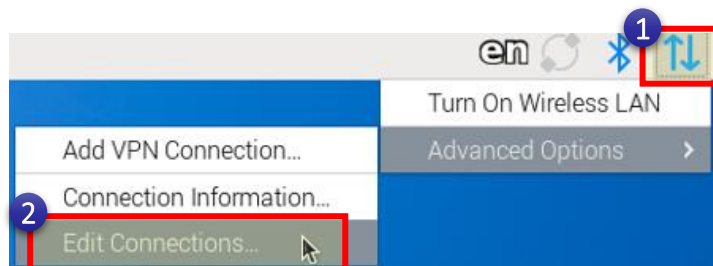 1
en
Turn On Wireless LAN
Add VPN Connection...
Advanced Options
Connection Information...
2
Edit Connections...